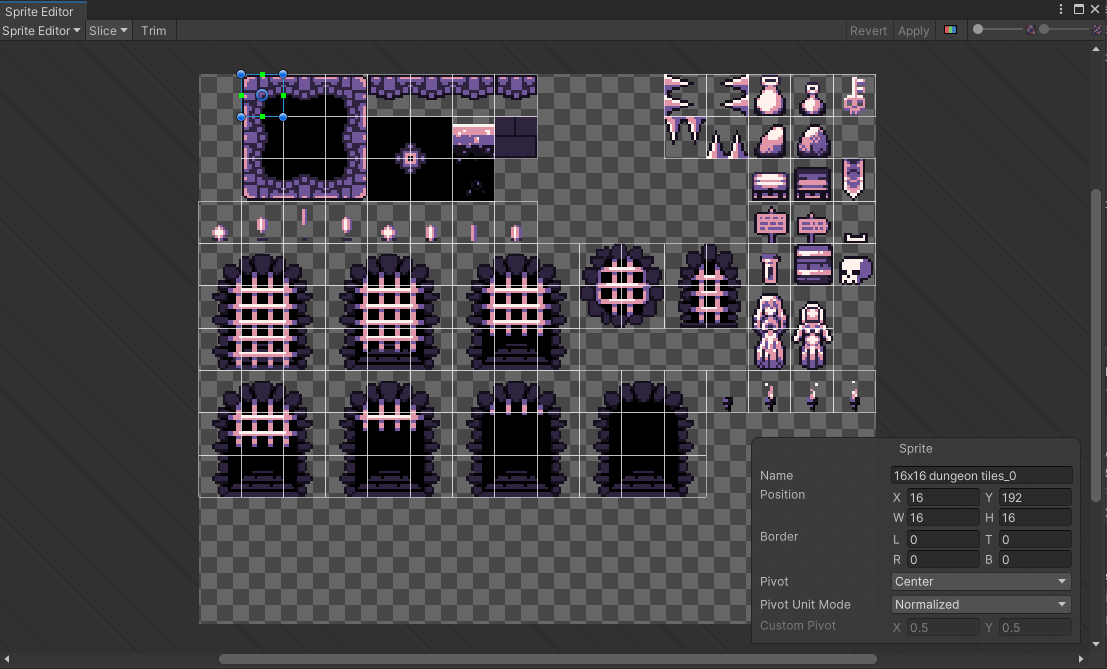 Sprite Editor
Sprite Editor Slice Trim Revert Apply
Sprite
Name 16x16 dungeon tiles_0
Position X 16 Y 192
W 16 H 16
Border L 0 T 0
R 0 B 0
Pivot Center
Pivot Unit Mode Normalized
Custom Pivot X 0.5 Y 0.5